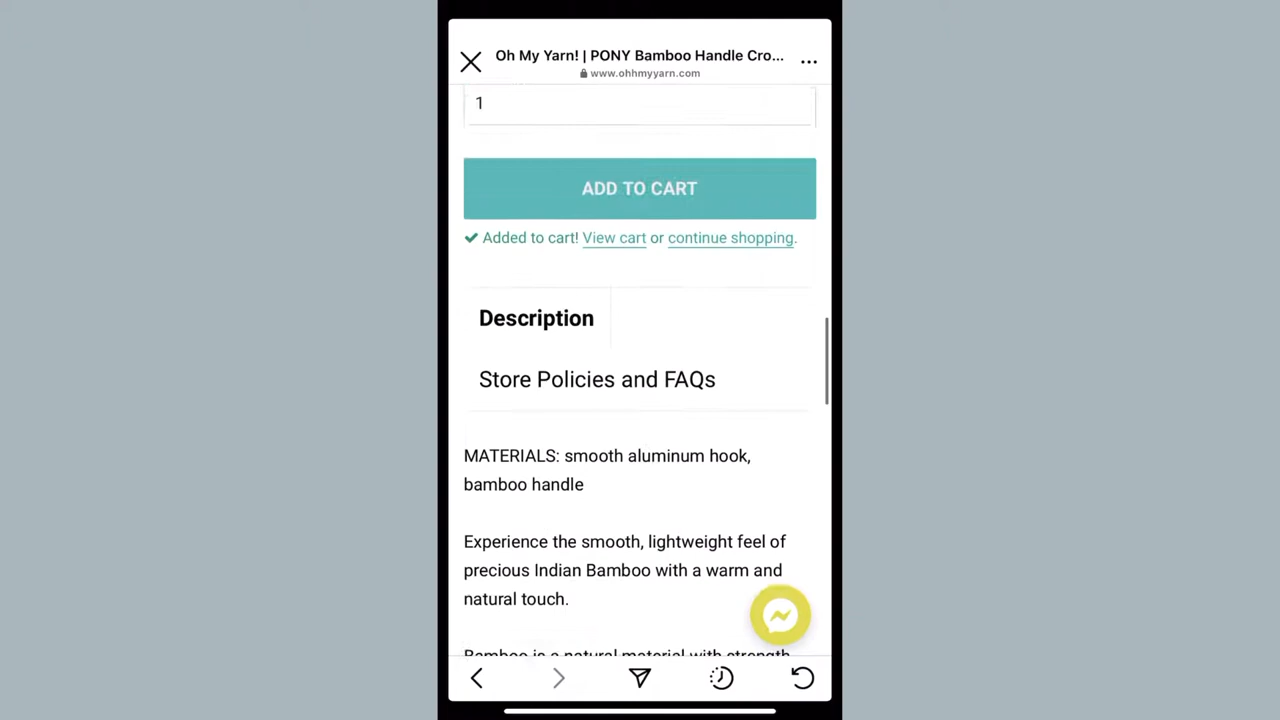 Oh My Yarn! | PONY Bamboo Handle Cro...
www.ohhmyyarn.com
1
ADD TO CART
Added to cart! View cart or continue shopping.
Description
Store Policies and FAQs
MATERIALS: smooth aluminum hook,
bamboo handle
Experience the smooth, lightweight feel of
precious Indian Bamboo with a warm and
natural touch.
Bamboo is a natural material with strength